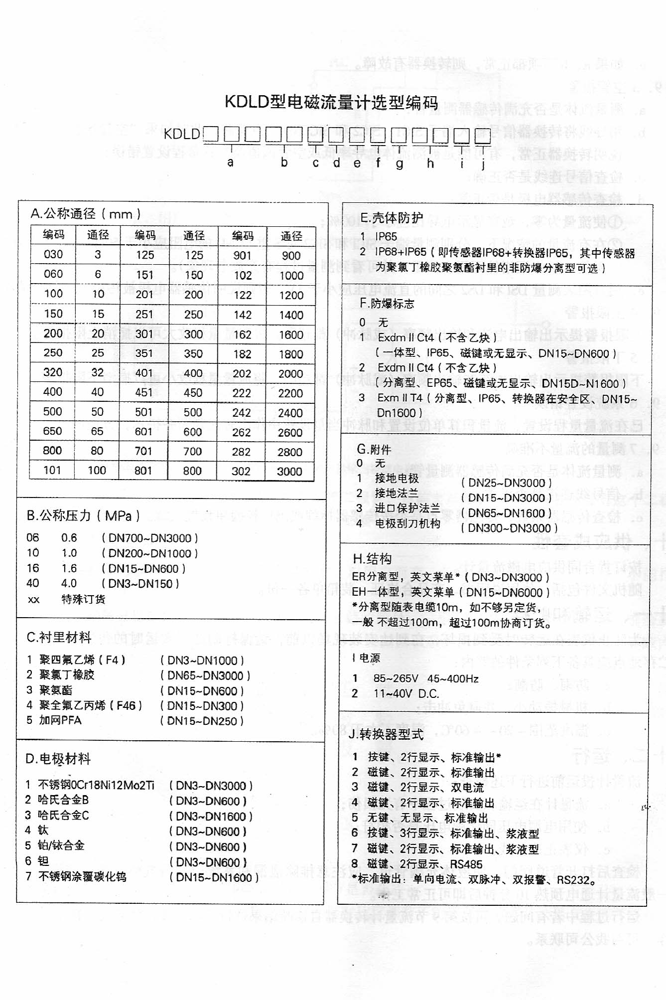 KDLD型电磁流量计选型编码
KDLD□□□□□□□□□□□□□□
a b c d e f g h i j
A.公称通径(mm)
编码 通径 编码 通径 编码 通径
030 3 125 125 901 900
060 6 151 150 102 1000
100 10 201 200 122 1200
150 15 251 250 142 1400
200 20 301 300 162 1600
250 25 351 350 182 1800
320 32 401 400 202 2000
400 40 451 450 222 2200
500 50 501 500 242 2400
650 65 601 600 262 2600
800 80 701 700 282 2800
101 100 801 800 302 3000
B.公称压力(MPa)
06 0.6 (DN700~DN3000)
10 1.0 (DN200~DN1000)
16 1.6 (DN15~DN600)
40 4.0 (DN3~DN150)
xx 特殊订货
C.衬里材料
1 聚四氟乙烯(F4) (DN3~DN1000)
2 聚氯丁橡胶 (DN65~DN3000)
3 聚氨酯 (DN15~DN600)
4 聚全氟乙丙烯(F46) (DN15~DN300)
5 加网PFA (DN15~DN250)
D.电极材料
1 不锈钢0Cr18Ni12Mo2Ti (DN3~DN3000)
2 哈氏合金B (DN3~DN600)
3 哈氏合金C (DN3~DN1600)
4 钛 (DN3~DN600)
5 铂/铱合金 (DN3~DN600)
6 钽 (DN3~DN600)
7 不锈钢涂覆碳化钨 (DN15~DN1600)
E.壳体防护
1 IP65
2 IP68+IP65(即传感器IP68+转换器IP65,其中传感器
为聚氯丁橡胶聚氨酯衬里的非防爆分离型可选)
F.防爆标志
0 无
1 Exdm II Ct4(不含乙炔)
(一体型、IP65、磁键或无显示、DN15~DN600)
2 Exdm II Ct4(不含乙炔)
(分离型、EP65、磁键或无显示、DN15D~N1600)
3 Exm II T4(分离型、IP65、转换器在安全区、DN15~
Dn1600)
G.附件
0 无
1 接地电极 (DN25~DN3000)
2 接地法兰 (DN15~DN3000)
3 进口保护法兰 (DN65~DN1600)
4 电极刮刀机构 (DN300~DN3000)
H.结构
ER分离型,英文菜单*(DN3~DN3000)
EH一体型,英文菜单(DN15~DN6000)
*分离型随表电缆10m,如不够另定货,
一般 不超过100m,超过100m协商订货。
I 电源
1 85~265V 45~400Hz
2 11~40V D.C.
J.转换器型式
1 按键、2行显示、标准输出*
2 磁键、2行显示、标准输出
3 磁键、2行显示、双电流
4 磁键、2行显示、标准输出
5 无键、无显示、标准输出
6 按键、3行显示、标准输出、浆液型
7 磁键、2行显示、标准输出、浆液型
8 磁键、2行显示、RS485
*标准输出:单向电流、双脉冲、双报警、RS232。